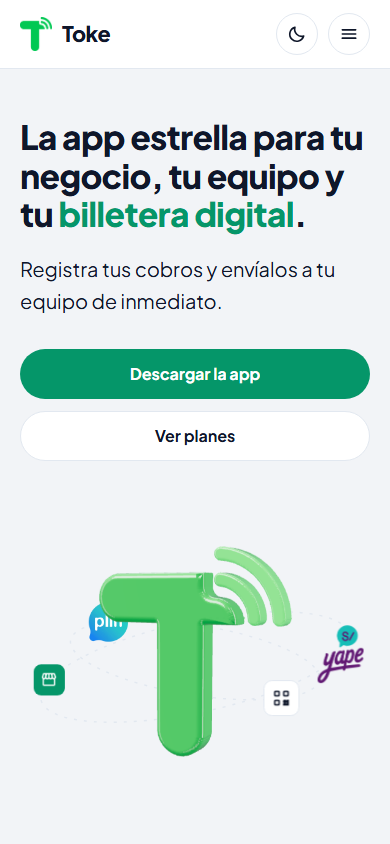 Toke
La app estrella para tu
negocio, tu equipo y
tu billetera digital.
Registra tus cobros y envíalos a tu
equipo de inmediato.
Descargar la app
Ver planes
plin
S/
yape